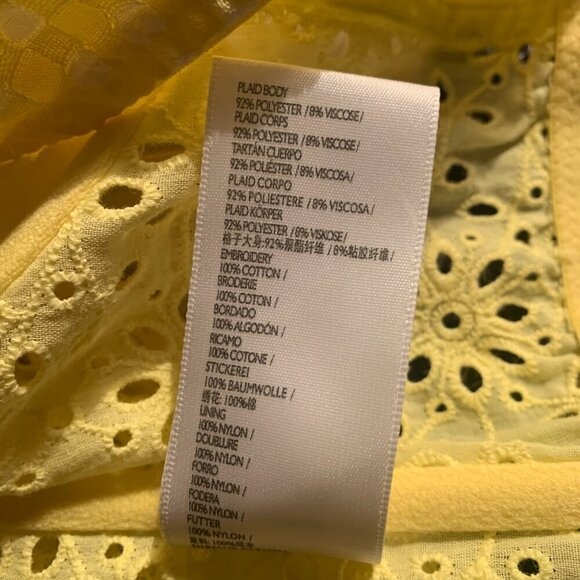 PLAID BODY
92% POLYESTER / 8% VISCOSE/
PLAID CORPS
92% POLYESTER / 8% VISCOSE/
TARTÁN CUERPO
92% POLIÉSTER / 8% VISCOSA/
PLAID CORPO
92% POLIESTERE / 8% VISCOSA /
PLAID KÖRPER
92% POLYESTER / 8% VISKOSE/
格子大身:92%聚酯纤维 / 8%粘胶纤维/
EMBROIDERY
100% COTTON /
BRODERIE
100% COTON /
BORDADO
100% ALGODÓN /
RICAMO
100% COTONE /
STICKEREI
100% BAUMWOLLE /
绣花: 100%棉
LINING
100% NYLON /
DOUBLURE
100% NYLON /
FORRO
100% NYLON /
FODERA
100% NYLON /
FUTTER
100% NYLON /